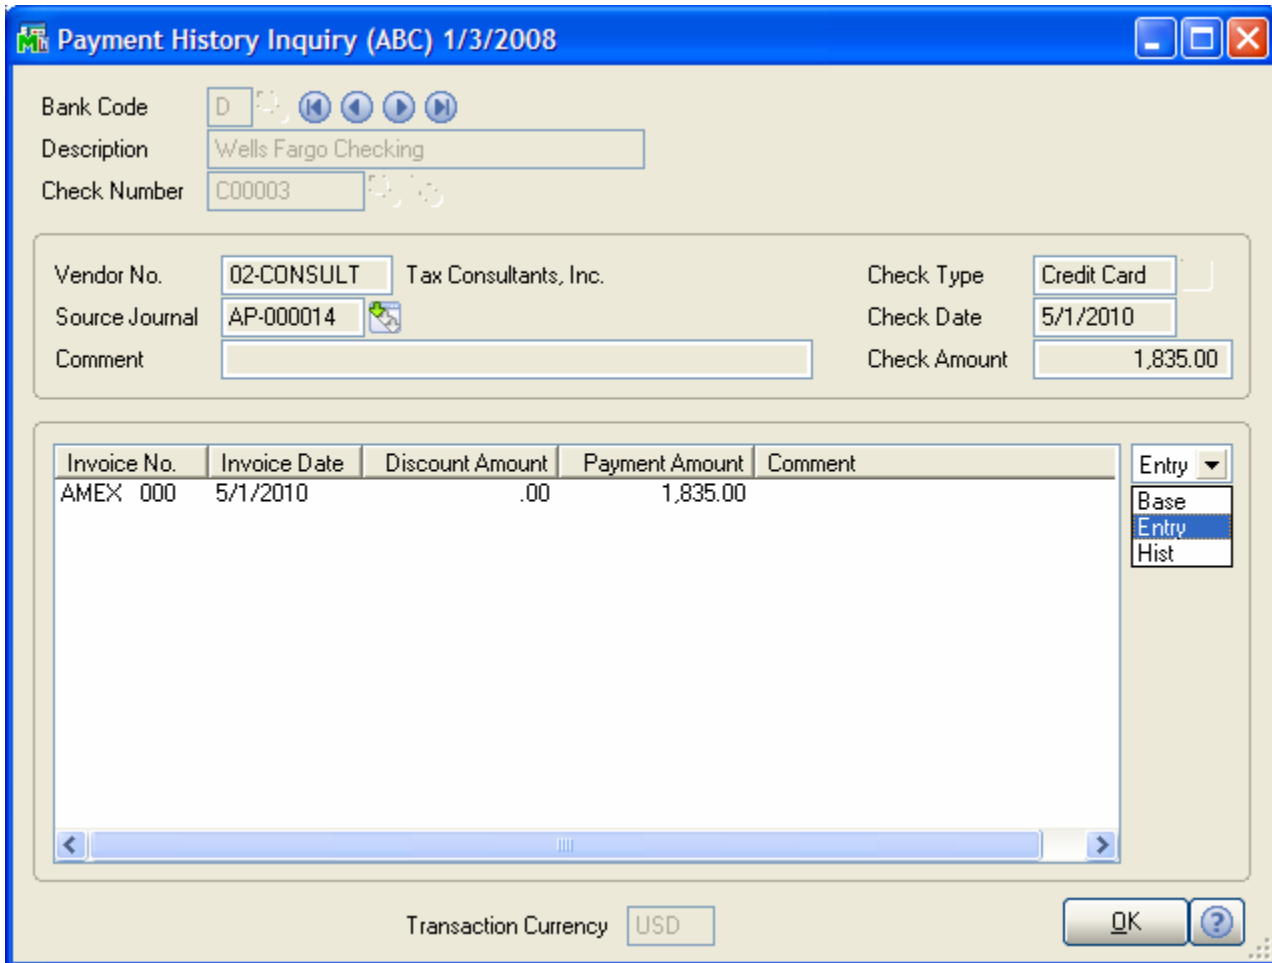 Payment History Inquiry (ABC) 1/3/2008
Bank Code D
Description Wells Fargo Checking
Check Number C00003
Vendor No. 02-CONSULT Tax Consultants, Inc. Check Type Credit Card
Source Journal AP-000014 Check Date 5/1/2010
Comment Check Amount 1,835.00
Invoice No. Invoice Date Discount Amount Payment Amount Comment Entry
AMEX 000 5/1/2010 .00 1,835.00
Base
Entry
Hist
Transaction Currency USD OK ?